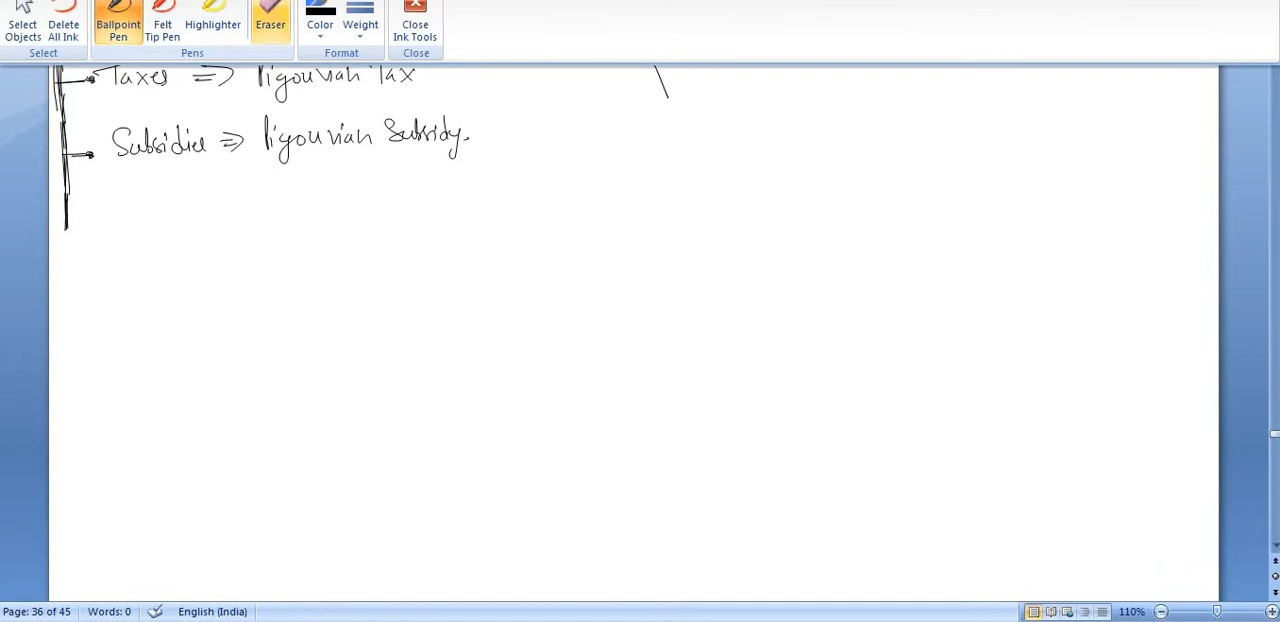 Select Objects
Delete All Ink
Ballpoint Pen
Felt Tip Pen
Highlighter
Eraser
Color
Weight
Close Ink Tools
Select
Pens
Format
Close
Taxes => Pigouvian Tax
Subsidies => Pigouvian Subsidy.
Page: 36 of 45
Words: 0
English (India)
110%